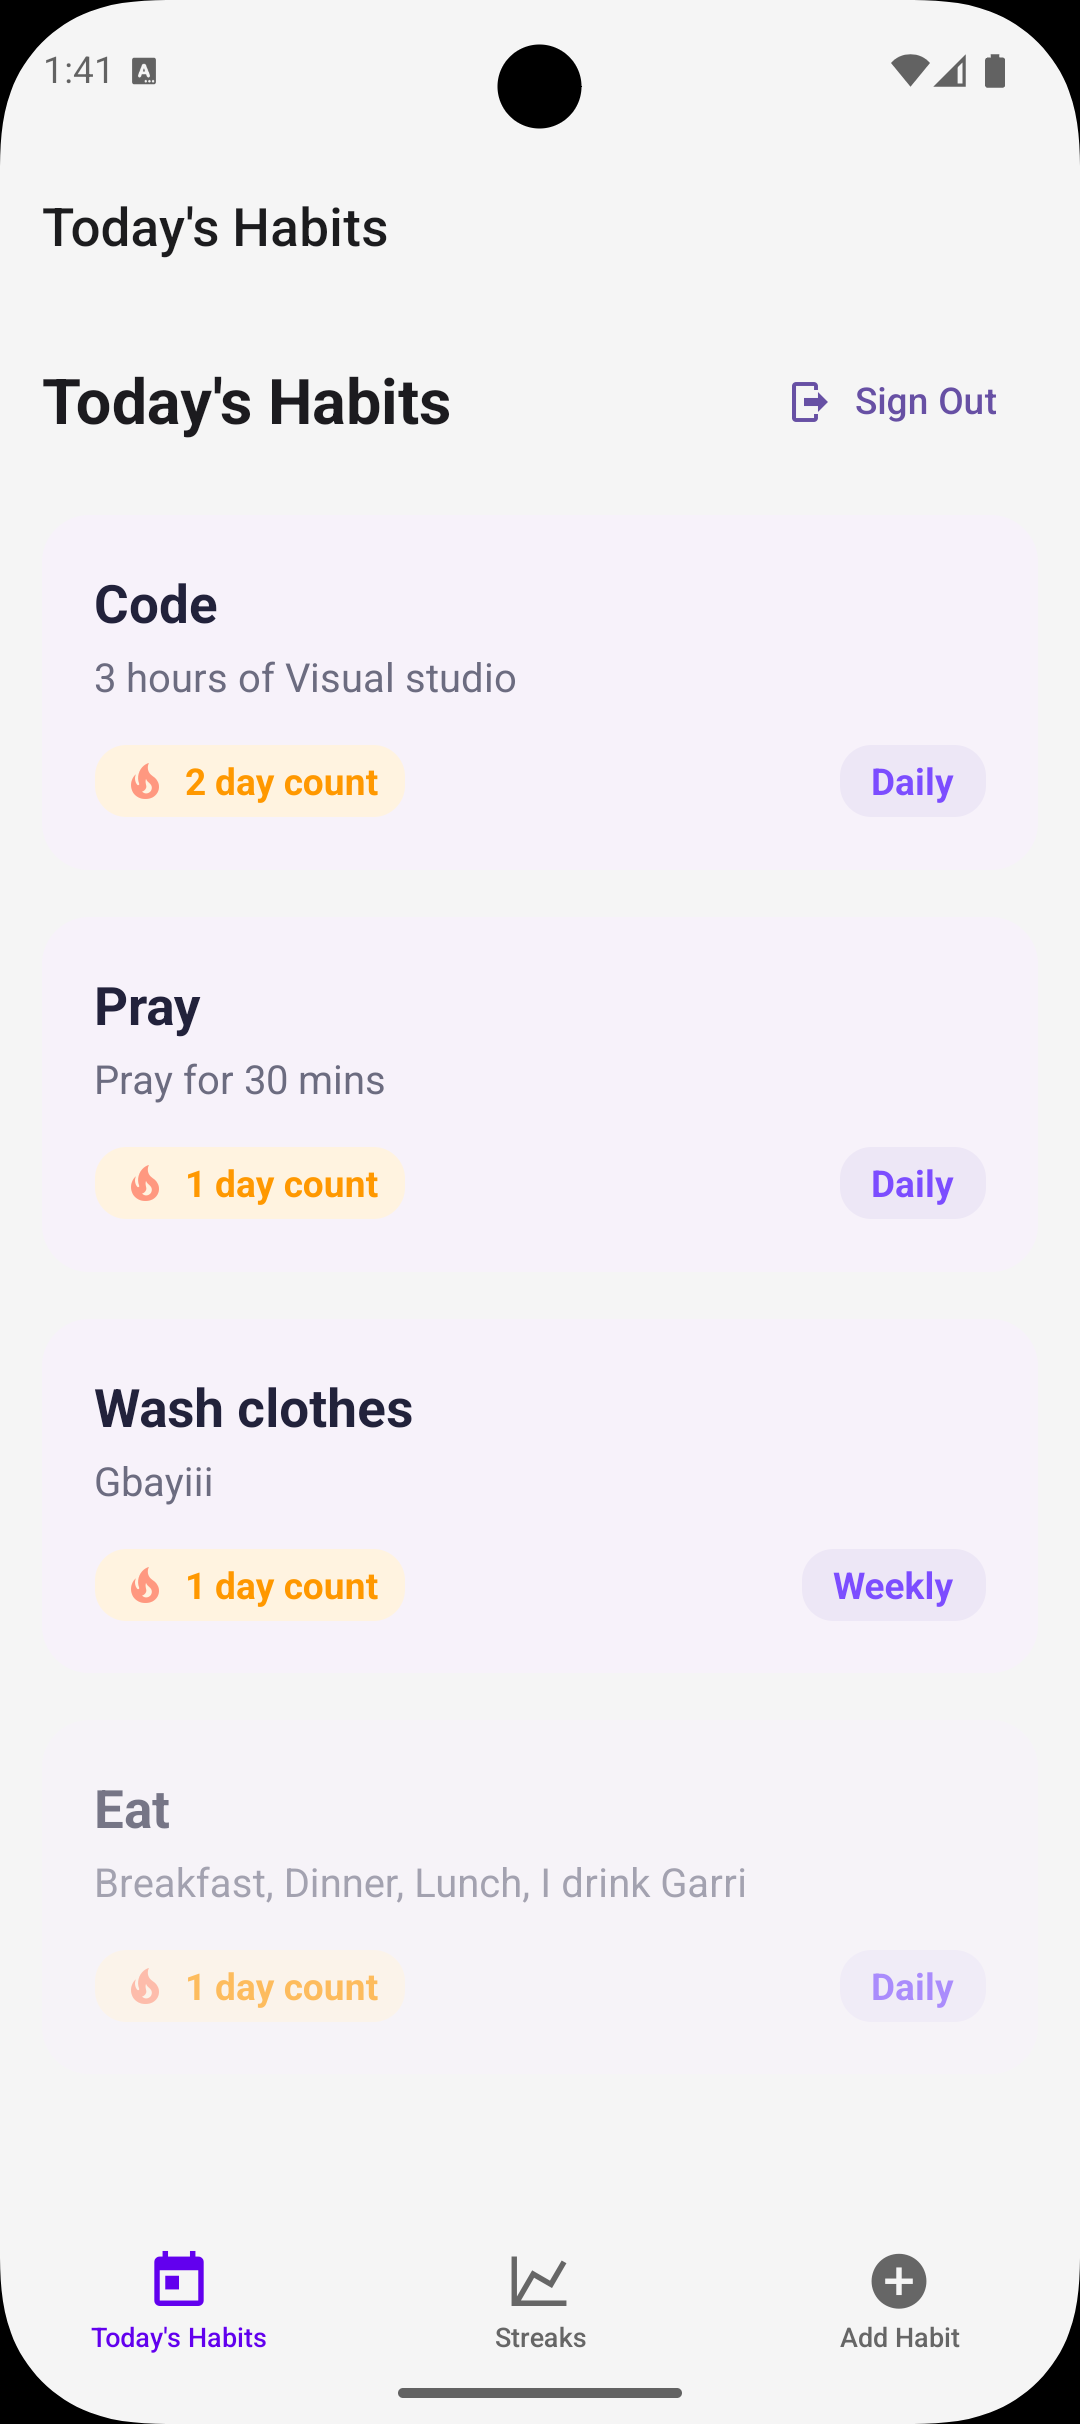 1:41
Today's Habits
Today's Habits
Sign Out
Code
3 hours of Visual studio
2 day count
Daily
Pray
Pray for 30 mins
1 day count
Daily
Wash clothes
Gbayiii
1 day count
Weekly
Eat
Breakfast, Dinner, Lunch, I drink Garri
1 day count
Daily
Today's Habits
Streaks
Add Habit